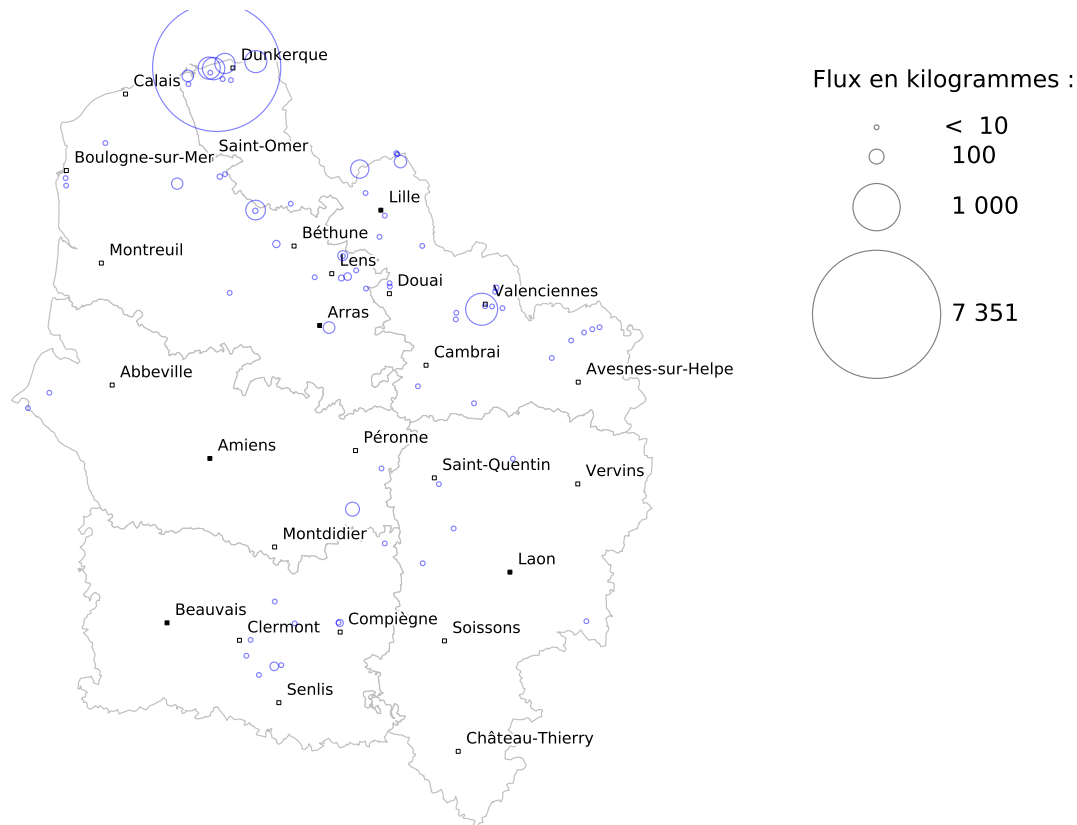 Dunkerque
Calais
Saint-Omer
Boulogne-sur-Mer
Lille
Béthune
Montreuil
Lens
Douai
Valenciennes
Arras
Cambrai
Avesnes-sur-Helpe
Abbeville
Amiens
Péronne
Saint-Quentin
Vervins
Montdidier
Laon
Beauvais
Clermont
Compiègne
Soissons
Senlis
Château-Thierry
Flux en kilogrammes :
< 10
100
1 000
7 351